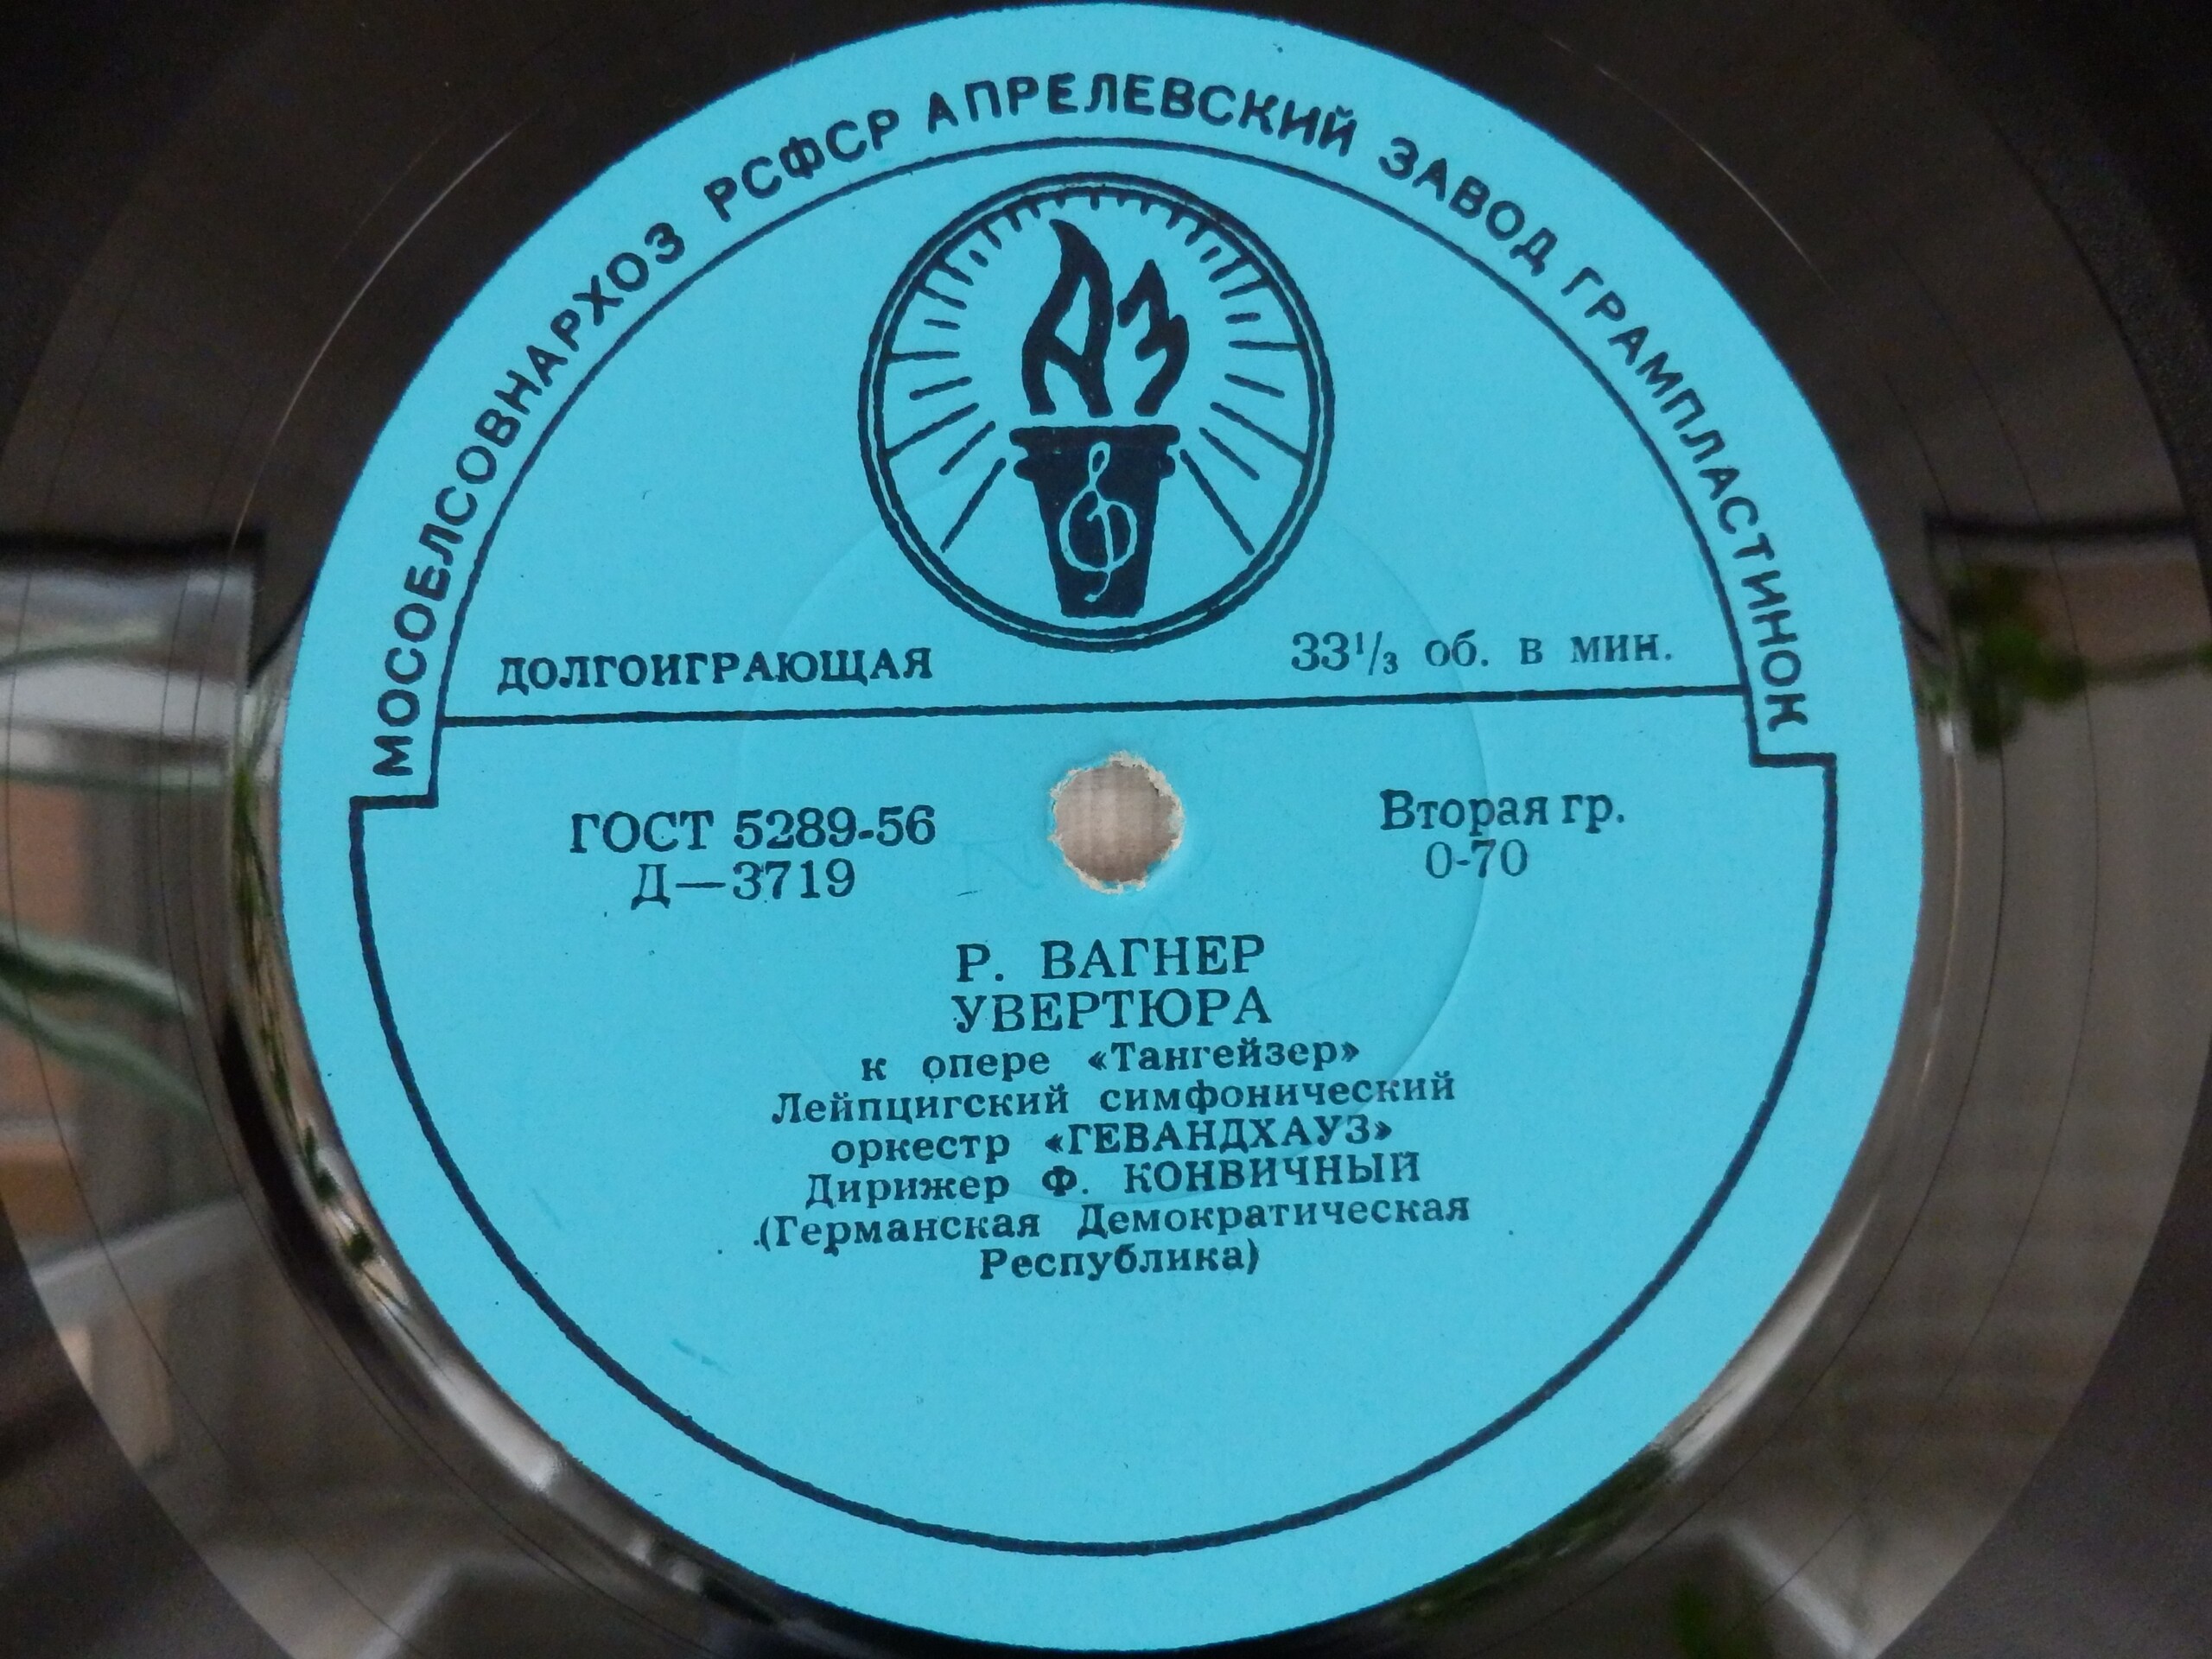 МОСОБЛСОВНАРХОЗ РСФСР АПРЕЛЕВСКИЙ ЗАВОД ГРАМПЛАСТИНОК
АЗ
ДОЛГОИГРАЮЩАЯ 33¹/₃ об. в мин.
ГОСТ 5289-56 Вторая гр.
Д—3719 0-70
Р. ВАГНЕР
УВЕРТЮРА
к опере «Тангейзер»
Лейпцигский симфонический
оркестр «ГЕВАНДХАУЗ»
Дирижер Ф. КОНВИЧНЫЙ
(Германская Демократическая
Республика)